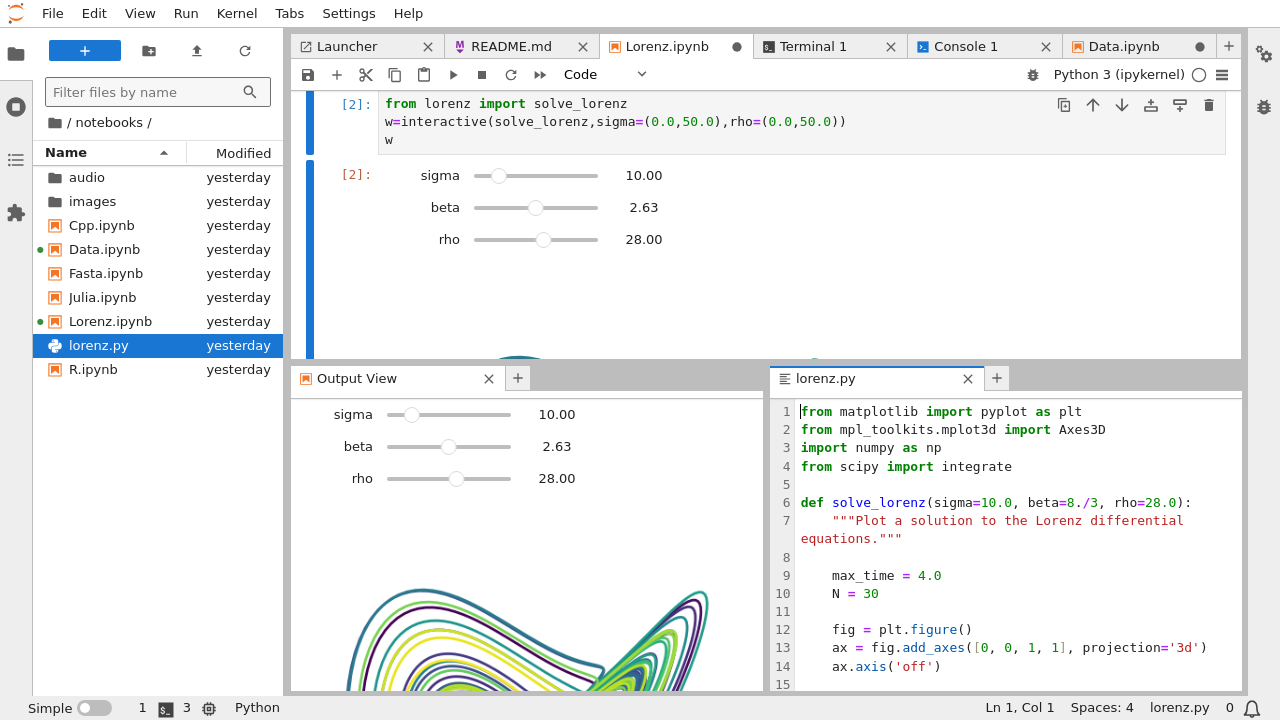 File Edit View Run Kernel Tabs Settings Help
Launcher README.md Lorenz.ipynb Terminal 1 Console 1 Data.ipynb
Code
Python 3 (ipykernel)
Filter files by name
/ notebooks /
Name Modified
audio yesterday
images yesterday
Cpp.ipynb yesterday
Data.ipynb yesterday
Fasta.ipynb yesterday
Julia.ipynb yesterday
Lorenz.ipynb yesterday
lorenz.py yesterday
R.ipynb yesterday
[2]: from lorenz import solve_lorenz
w=interactive(solve_lorenz,sigma=(0.0,50.0),rho=(0.0,50.0))
w
[2]: sigma 10.00
beta 2.63
rho 28.00
Output View
sigma 10.00
beta 2.63
rho 28.00
lorenz.py
1 from matplotlib import pyplot as plt
2 from mpl_toolkits.mplot3d import Axes3D
3 import numpy as np
4 from scipy import integrate
5
6 def solve_lorenz(sigma=10.0, beta=8./3, rho=28.0):
7 """Plot a solution to the Lorenz differential
equations."""
8
9 max_time = 4.0
10 N = 30
11
12 fig = plt.figure()
13 ax = fig.add_axes([0, 0, 1, 1], projection='3d')
14 ax.axis('off')
15
Simple 1 3 Python Ln 1, Col 1 Spaces: 4 lorenz.py 0